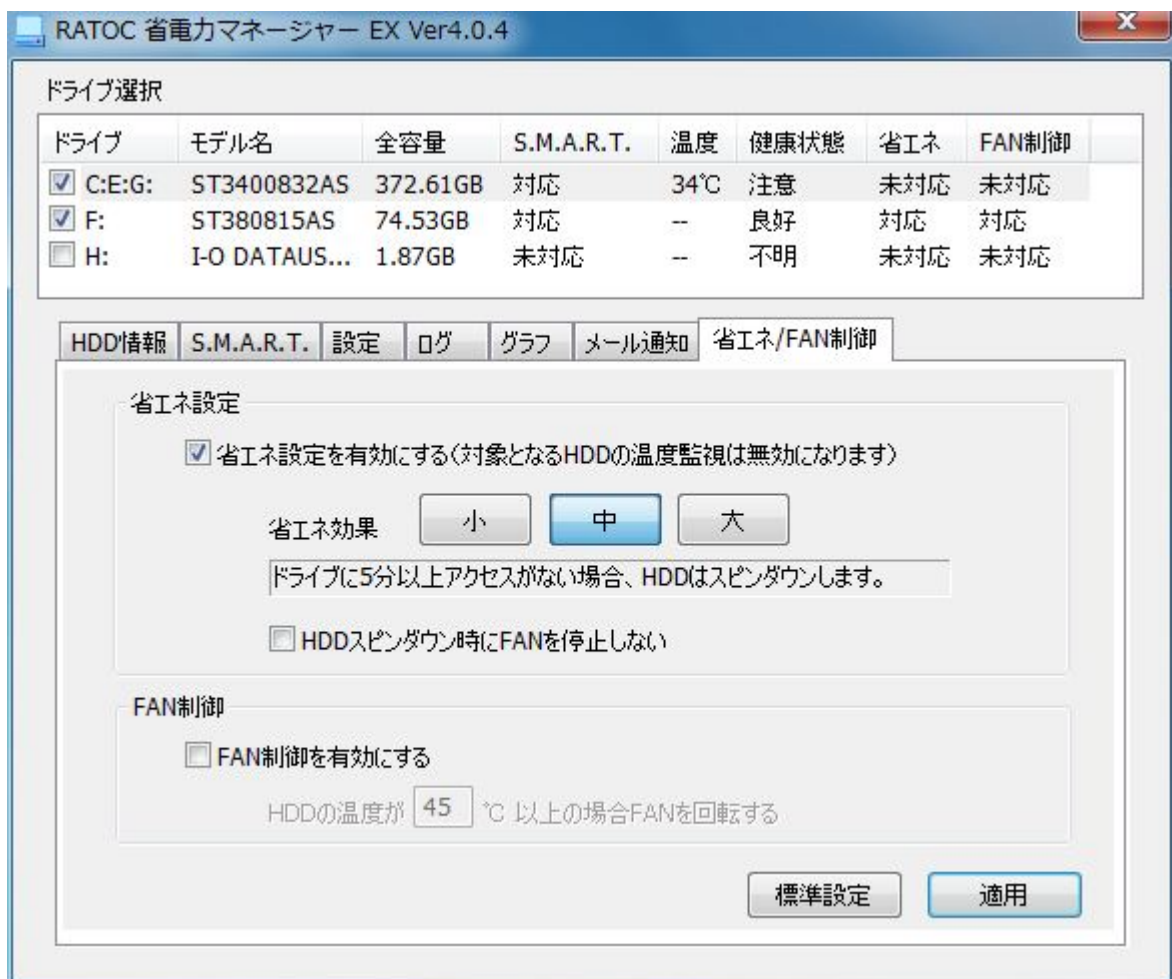 RATOC 省電力マネージャー EX Ver4.0.4
ドライブ選択
ドライブ モデル名 全容量 S.M.A.R.T. 温度 健康状態 省エネ FAN制御
C:E:G: ST3400832AS 372.61GB 対応 34℃ 注意 未対応 未対応
F: ST380815AS 74.53GB 対応 -- 良好 対応 対応
H: I-O DATAUS... 1.87GB 未対応 -- 不明 未対応 未対応
HDD情報 S.M.A.R.T. 設定 ログ グラフ メール通知 省エネ/FAN制御
省エネ設定
省エネ設定を有効にする(対象となるHDDの温度監視は無効になります)
省エネ効果 小 中 大
ドライブに5分以上アクセスがない場合、HDDはスピンダウンします。
HDDスピンダウン時にFANを停止しない
FAN制御
FAN制御を有効にする
HDDの温度が 45 ℃ 以上の場合FANを回転する
標準設定 適用